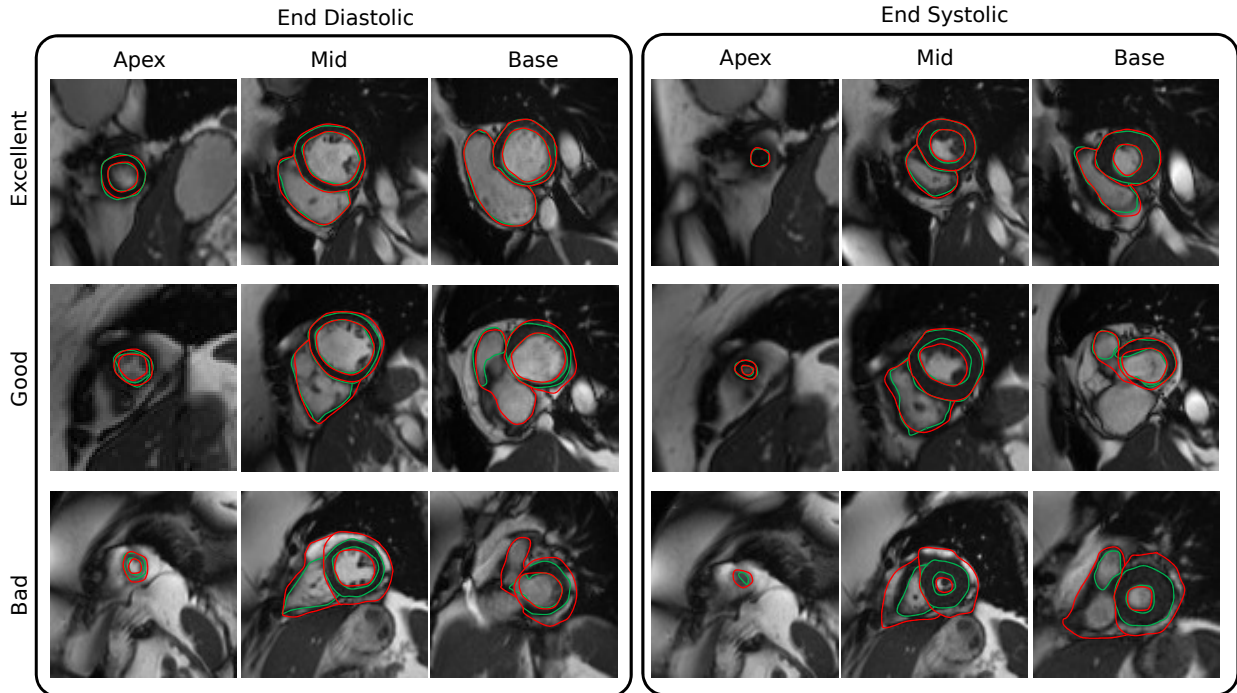 End Diastolic
End Systolic
Apex Mid Base
Apex Mid Base
Excellent
Good
Bad